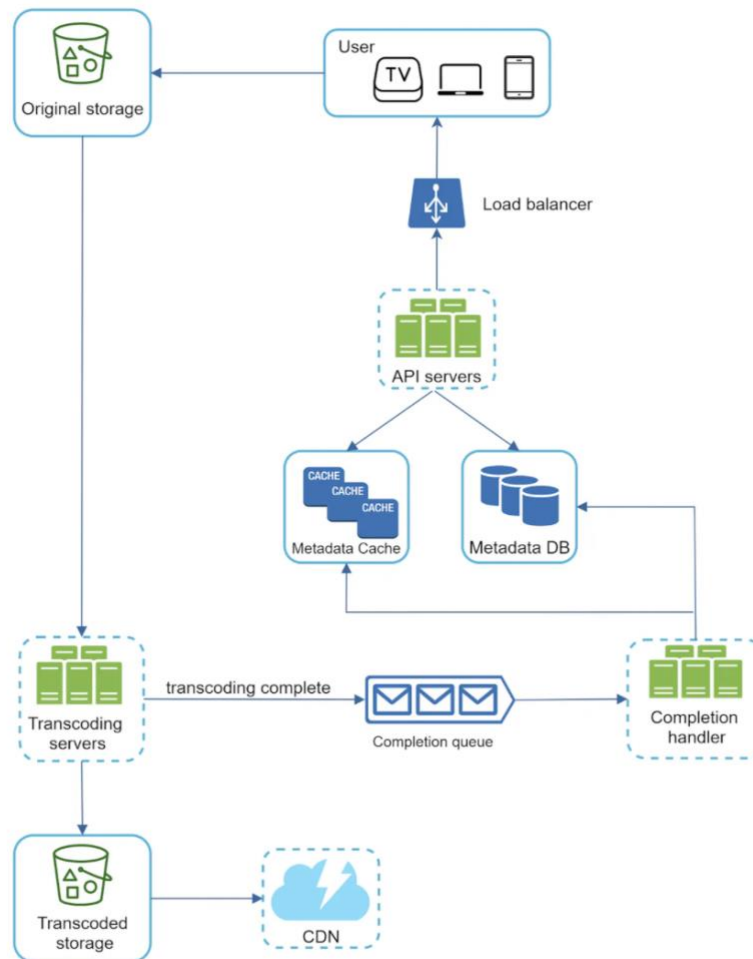 User
TV
Original storage
Load balancer
API servers
CACHE
CACHE
CACHE
Metadata Cache
Metadata DB
transcoding complete
Transcoding
servers
Completion queue
Completion
handler
Transcoded
storage
CDN